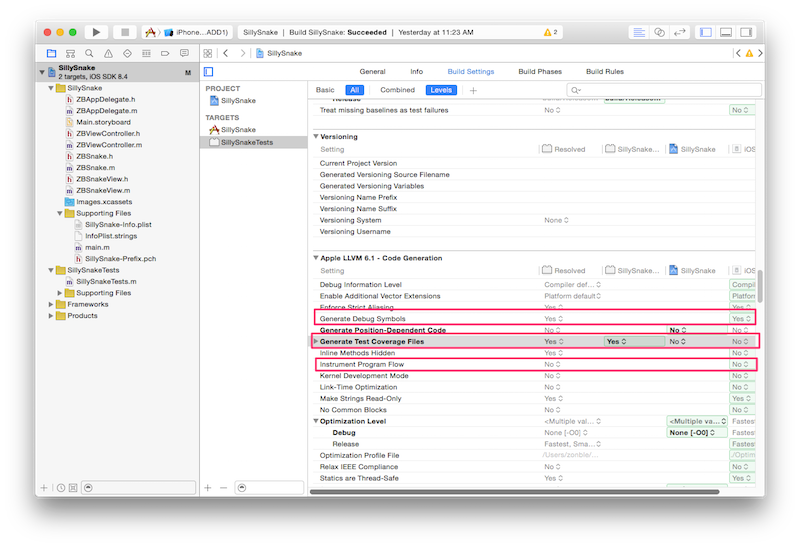 iPhone...ADD1)
SillySnake | Build SillySnake: Succeeded | Yesterday at 11:23 AM
2
SillySnake
2 targets, iOS SDK 8.4
M
SillySnake
ZBAppDelegate.h
ZBAppDelegate.m
Main.storyboard
ZBViewController.h
ZBViewController.m
ZBSnake.h
ZBSnake.m
ZBSnakeView.h
ZBSnakeView.m
Images.xcassets
Supporting Files
SillySnake-Info.plist
InfoPlist.strings
main.m
SillySnake-Prefix.pch
SillySnakeTests
SillySnakeTests.m
Supporting Files
Frameworks
Products
SillySnake
General Info Build Settings Build Phases Build Rules
PROJECT
SillySnake
TARGETS
SillySnake
SillySnakeTests
Basic All Combined Levels +
Release
Treat missing baselines as test failures No No
Versioning
Setting Resolved SillySnake... SillySnake iOS
Current Project Version
Generated Versioning Source Filename
Generated Versioning Variables
Versioning Name Prefix
Versioning Name Suffix
Versioning System None
Versioning Username
Apple LLVM 6.1 - Code Generation
Setting Resolved SillySnake... SillySnake iOS
Debug Information Level Compiler def... Compil
Enable Additional Vector Extensions Platform default Platfor
Enforce Strict Aliasing Yes Yes
Generate Debug Symbols Yes Yes
Generate Position-Dependent Code No No No
Generate Test Coverage Files Yes Yes No No
Inline Methods Hidden Yes Yes
Instrument Program Flow No No
Kernel Development Mode No No
Link-Time Optimization No No
Make Strings Read-Only Yes Yes
No Common Blocks No No
Optimization Level <Multiple val... <Multiple va... Fastest
Debug None [-O0] None [-O0] Fastes
Release Fastest, Sma... Fastest
Optimization Profile File /Users/zonble/... ./Optim
Relax IEEE Compliance No No
Statics are Thread-Safe Yes Yes